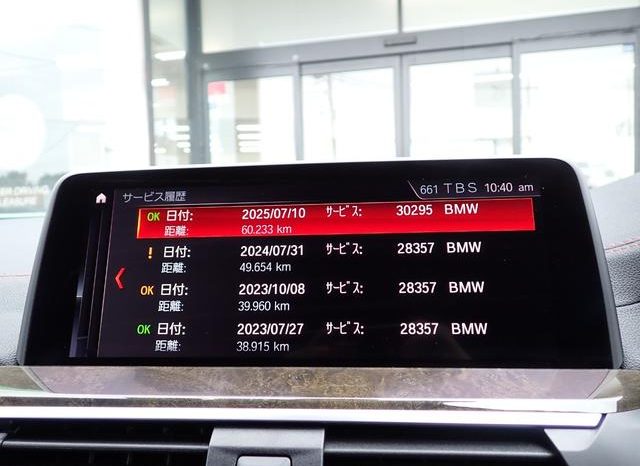 サービス履歴
661 TBS 10:40 am
OK 日付: 2025/07/10 ｻｰﾋﾞｽ: 30295 BMW
距離: 60.233 km
! 日付: 2024/07/31 ｻｰﾋﾞｽ: 28357 BMW
距離: 49.654 km
OK 日付: 2023/10/08 ｻｰﾋﾞｽ: 28357 BMW
距離: 39.960 km
OK 日付: 2023/07/27 ｻｰﾋﾞｽ: 28357 BMW
距離: 38.915 km